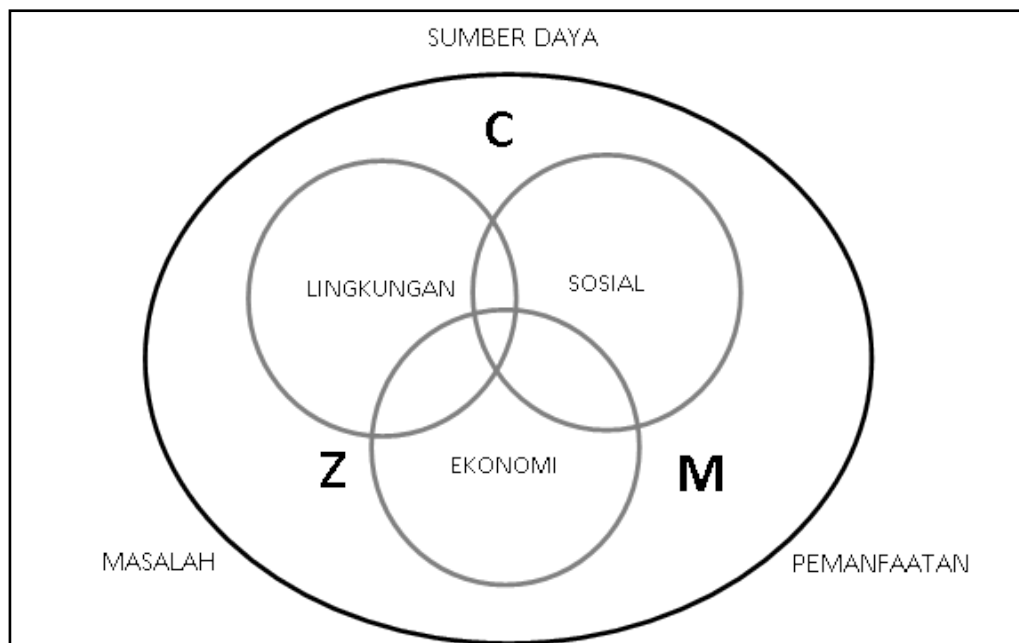 SUMBER DAYA
C
LINGKUNGAN
SOSIAL
Z
EKONOMI
M
MASALAH
PEMANFAATAN